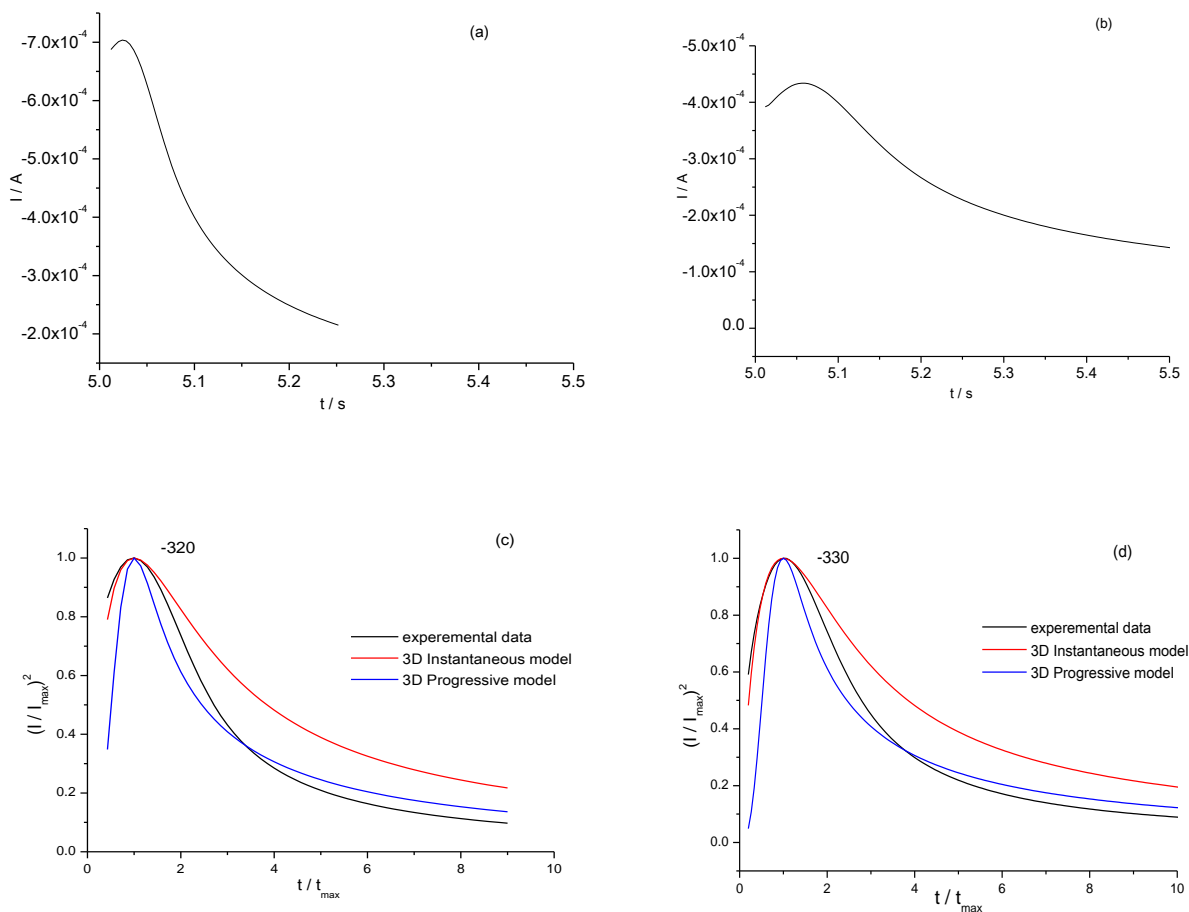 (a)
-7.0x10⁻⁴
-6.0x10⁻⁴
-5.0x10⁻⁴
-4.0x10⁻⁴
-3.0x10⁻⁴
-2.0x10⁻⁴
I / A
5.0 5.1 5.2 5.3 5.4 5.5
t / s
(b)
-5.0x10⁻⁴
-4.0x10⁻⁴
-3.0x10⁻⁴
-2.0x10⁻⁴
-1.0x10⁻⁴
0.0
I / A
5.0 5.1 5.2 5.3 5.4 5.5
t / s
(c)
-320
1.0
0.8
0.6
0.4
0.2
0.0
(I / I_max)²
experemental data
3D Instantaneous model
3D Progressive model
0 2 4 6 8 10
t / t_max
(d)
-330
1.0
0.8
0.6
0.4
0.2
0.0
(I / I_max)²
experemental data
3D Instantaneous model
3D Progressive model
0 2 4 6 8 10
t / t_max